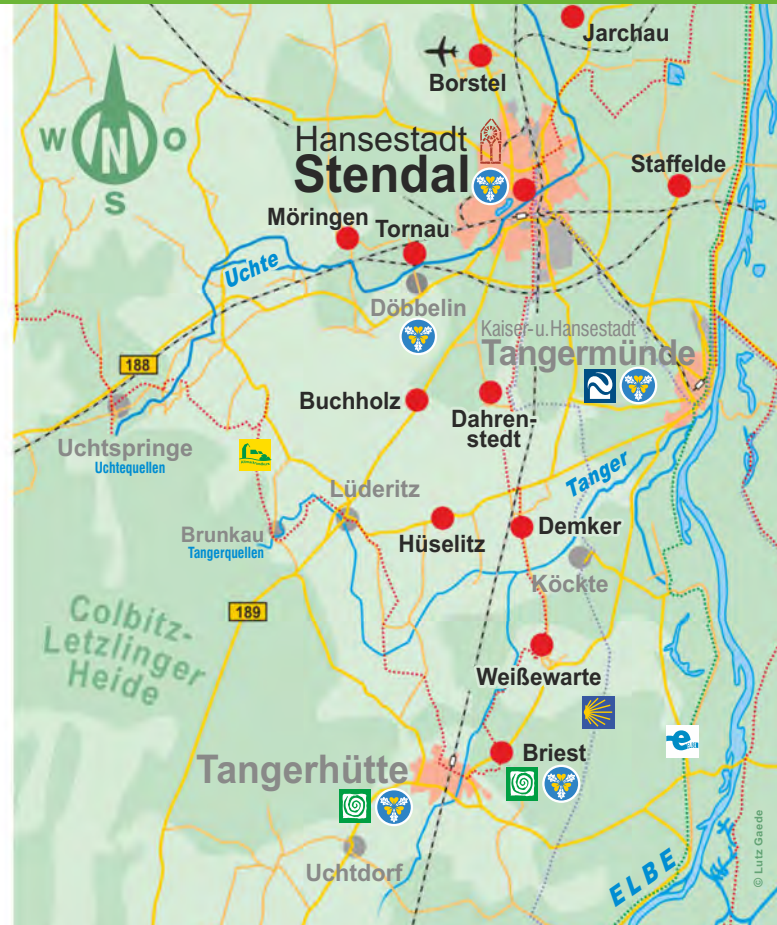 Jarchau
Borstel
W N O
S
Hansestadt
Stendal
Staffelde
Möringen
Tornau
Uchte
Döbbelin
Kaiser-u.Hansestadt
Tangermünde
188
Buchholz
Dahren-
stedt
Uchtspringe
Uchtequellen
Tanger
Lüderitz
Brunkau
Tangerquellen
Hüselitz
Demker
Köckte
Colbitz-
Letzlinger
Heide
189
Weißewarte
Briest
Tangerhütte
Uchtdorf
ELBE
© Lutz Gaede